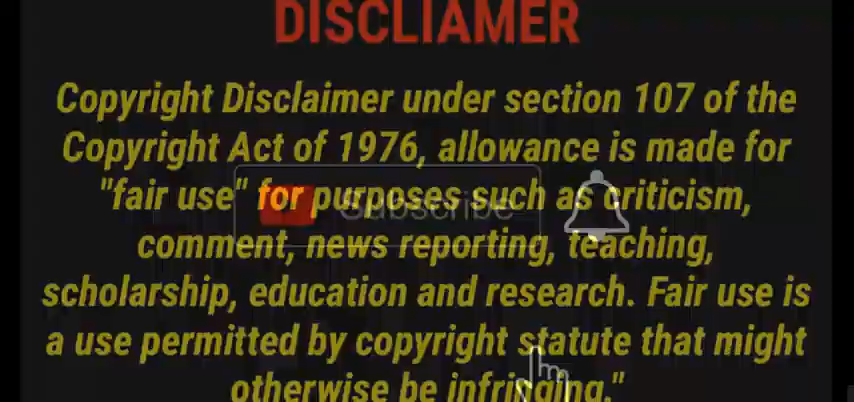 DISCLIAMER
Copyright Disclaimer under section 107 of the
Copyright Act of 1976, allowance is made for
"fair use" for purposes such as criticism,
Subscribe
comment, news reporting, teaching,
scholarship, education and research. Fair use is
a use permitted by copyright statute that might
otherwise be infringing."